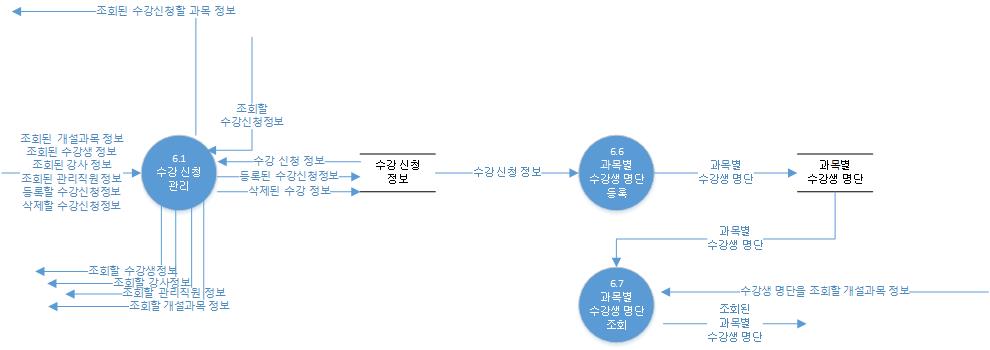 조회된 수강신청할 과목 정보
조회할
수강신청정보
조회된 개설과목 정보
조회된 수강생 정보
조회된 강사 정보
조회된 관리직원 정보
등록할 수강신청정보
삭제할 수강신청정보
6.1
수강 신청
관리
수강 신청 정보
등록된 수강신청정보
삭제된 수강 정보
수강 신청
정보
수강 신청 정보
6.6
과목별
수강생 명단
등록
과목별
수강생 명단
과목별
수강생 명단
과목별
수강생 명단
조회할 수강생정보
조회할 강사정보
조회할 관리직원 정보
조회할 개설과목 정보
6.7
과목별
수강생 명단
조회
수강생 명단을 조회할 개설과목 정보
조회된
과목별
수강생 명단